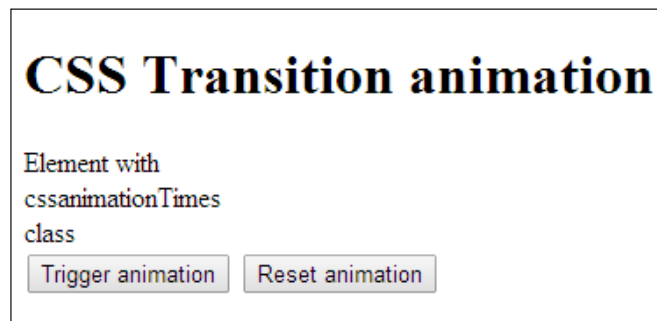 CSS Transition animation
Element with
cssanimationTimes
class
Trigger animation Reset animation